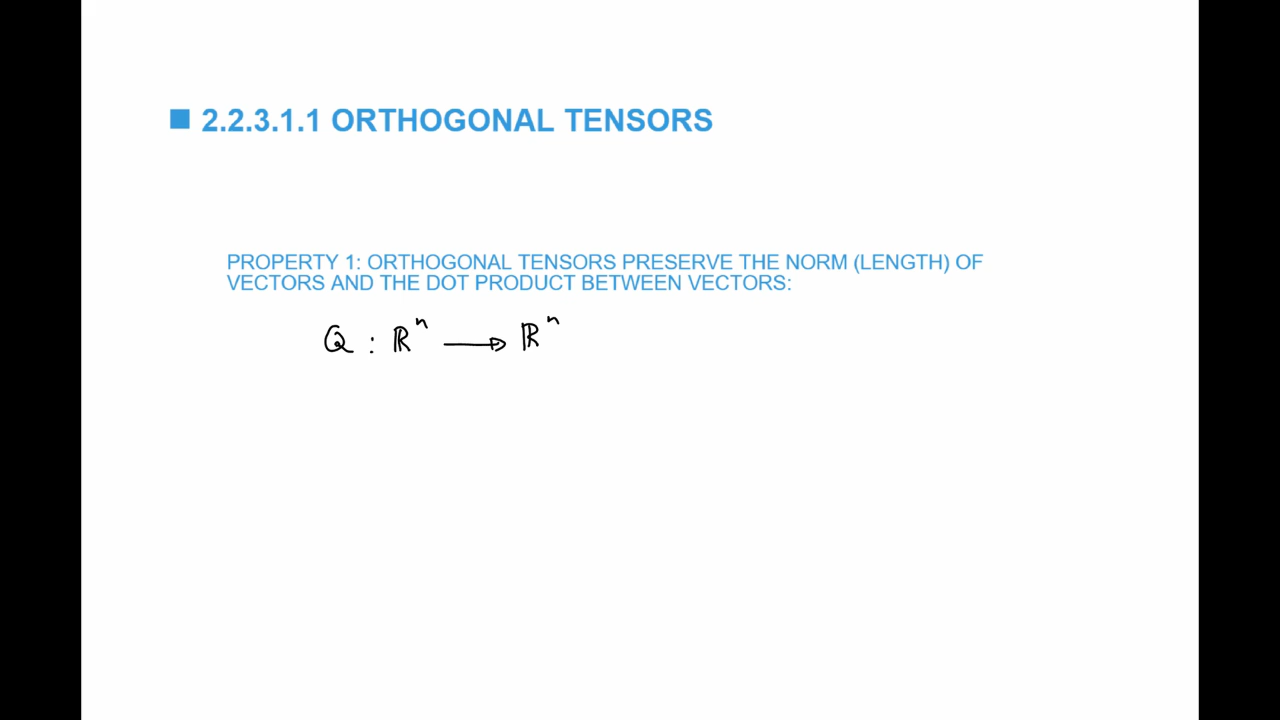 2.2.3.1.1 ORTHOGONAL TENSORS
PROPERTY 1: ORTHOGONAL TENSORS PRESERVE THE NORM (LENGTH) OF
VECTORS AND THE DOT PRODUCT BETWEEN VECTORS:
Q : ℝⁿ → ℝⁿ